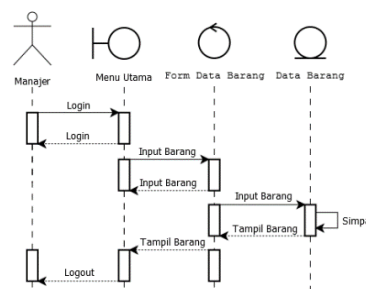 Manajer
Menu Utama
Form Data Barang
Data Barang
Login
Login
Input Barang
Input Barang
Input Barang
Simpa
Tampil Barang
Tampil Barang
Logout